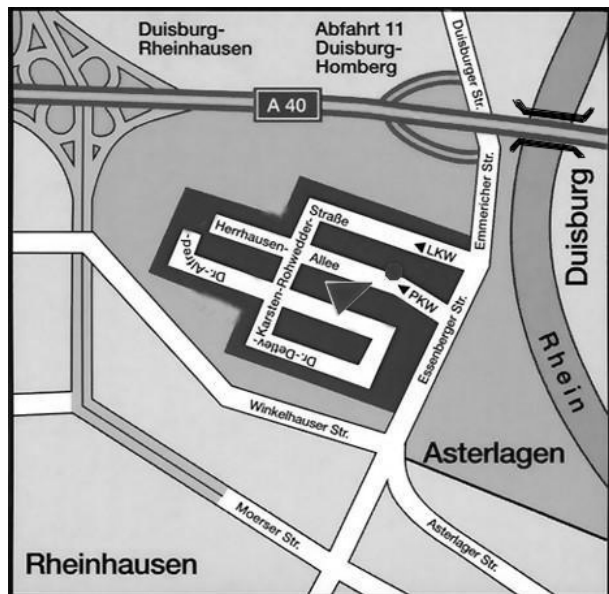 Duisburg-
Rheinhausen
Abfahrt 11
Duisburg-
Homberg
Duisburger Str.
A 40
Emmericher Str.
Duisburg
Straße
LKW
Herrhausen-
Allee
PKW
Dr.-Alfred-
Karsten-Rohwedder-
Dr.-Detlev-
Essenberger Str.
Rhein
Winkelhauser Str.
Asterlagen
Moerser Str.
Asterlager Str.
Rheinhausen